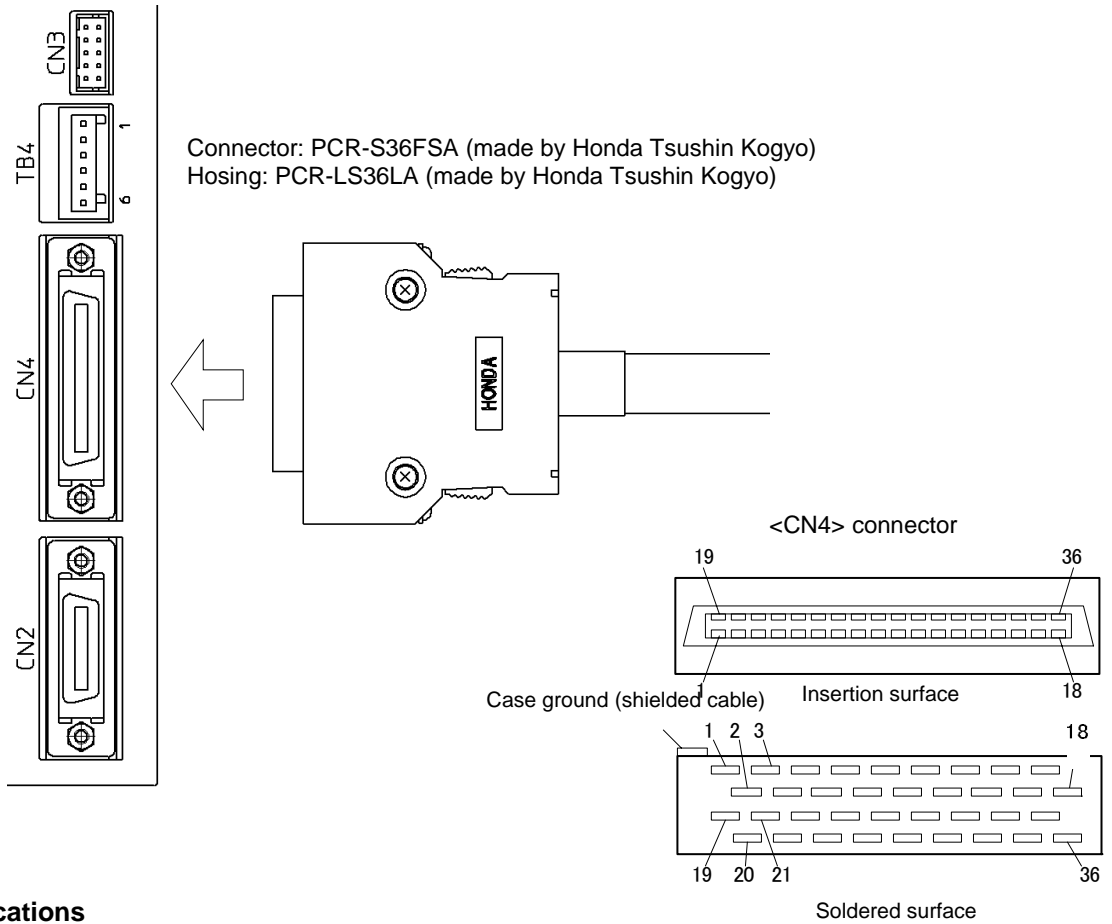 CN3
TB4
1
6
Connector: PCR-S36FSA (made by Honda Tsushin Kogyo)
Hosing: PCR-LS36LA (made by Honda Tsushin Kogyo)
CN4
HONDA
CN2
<CN4> connector
19 36
1 18
Insertion surface
Case ground (shielded cable)
1 2 3 18
19 20 21 36
Soldered surface
cations